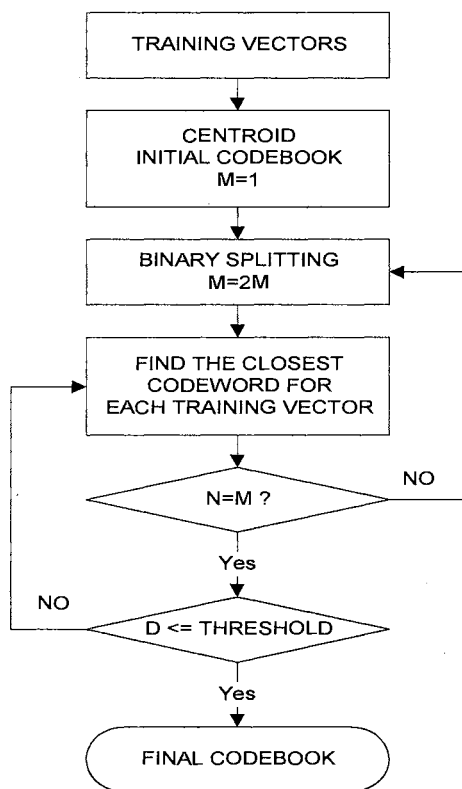 TRAINING VECTORS
CENTROID
INITIAL CODEBOOK
M=1
BINARY SPLITTING
M=2M
FIND THE CLOSEST
CODEWORD FOR
EACH TRAINING VECTOR
N=M ?
NO
Yes
NO
D <= THRESHOLD
Yes
FINAL CODEBOOK